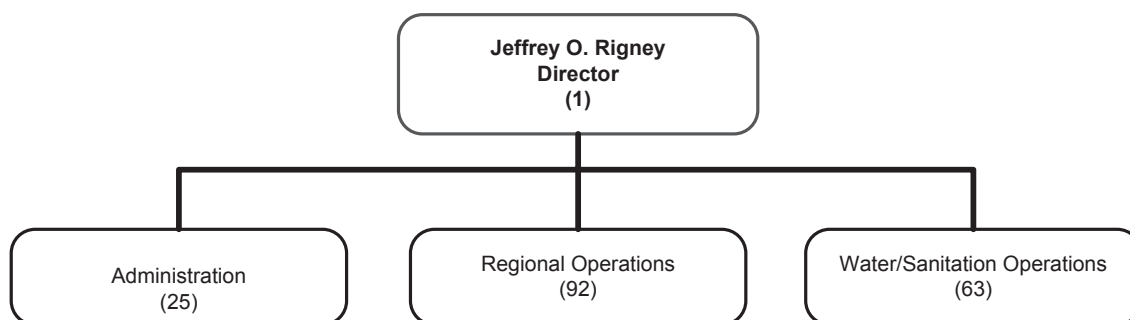 Jeffrey O. Rigney
Director
(1)
Administration
(25)
Regional Operations
(92)
Water/Sanitation Operations
(63)